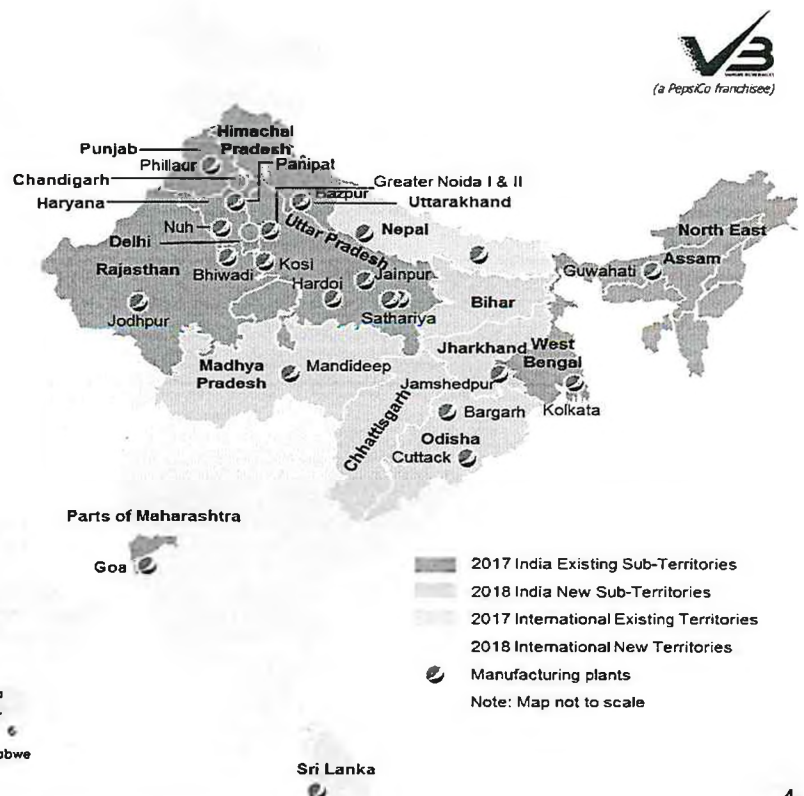 VB
(a PepsiCo franchisee)
Himachal
Pradesh
Punjab
Phillaur
Panipat
Chandigarh
Greater Noida I & II
Haryana
Bazpur
Uttarakhand
Nuh
Uttar Pradesh
Nepal
North East
Delhi
Assam
Guwahati
Rajasthan
Bhiwadi
Kosi
Jainpur
Hardoi
Bihar
Jodhpur
Sathariya
Jharkhand
West
Bengal
Madhya
Pradesh
Mandideep
Jamshedpur
Kolkata
Chhattisgarh
Bargarh
Odisha
Cuttack
Parts of Maharashtra
Goa
2017 India Existing Sub-Territories
2018 India New Sub-Territories
2017 International Existing Territories
2018 International New Territories
Manufacturing plants
Note: Map not to scale
abwe
Sri Lanka
4